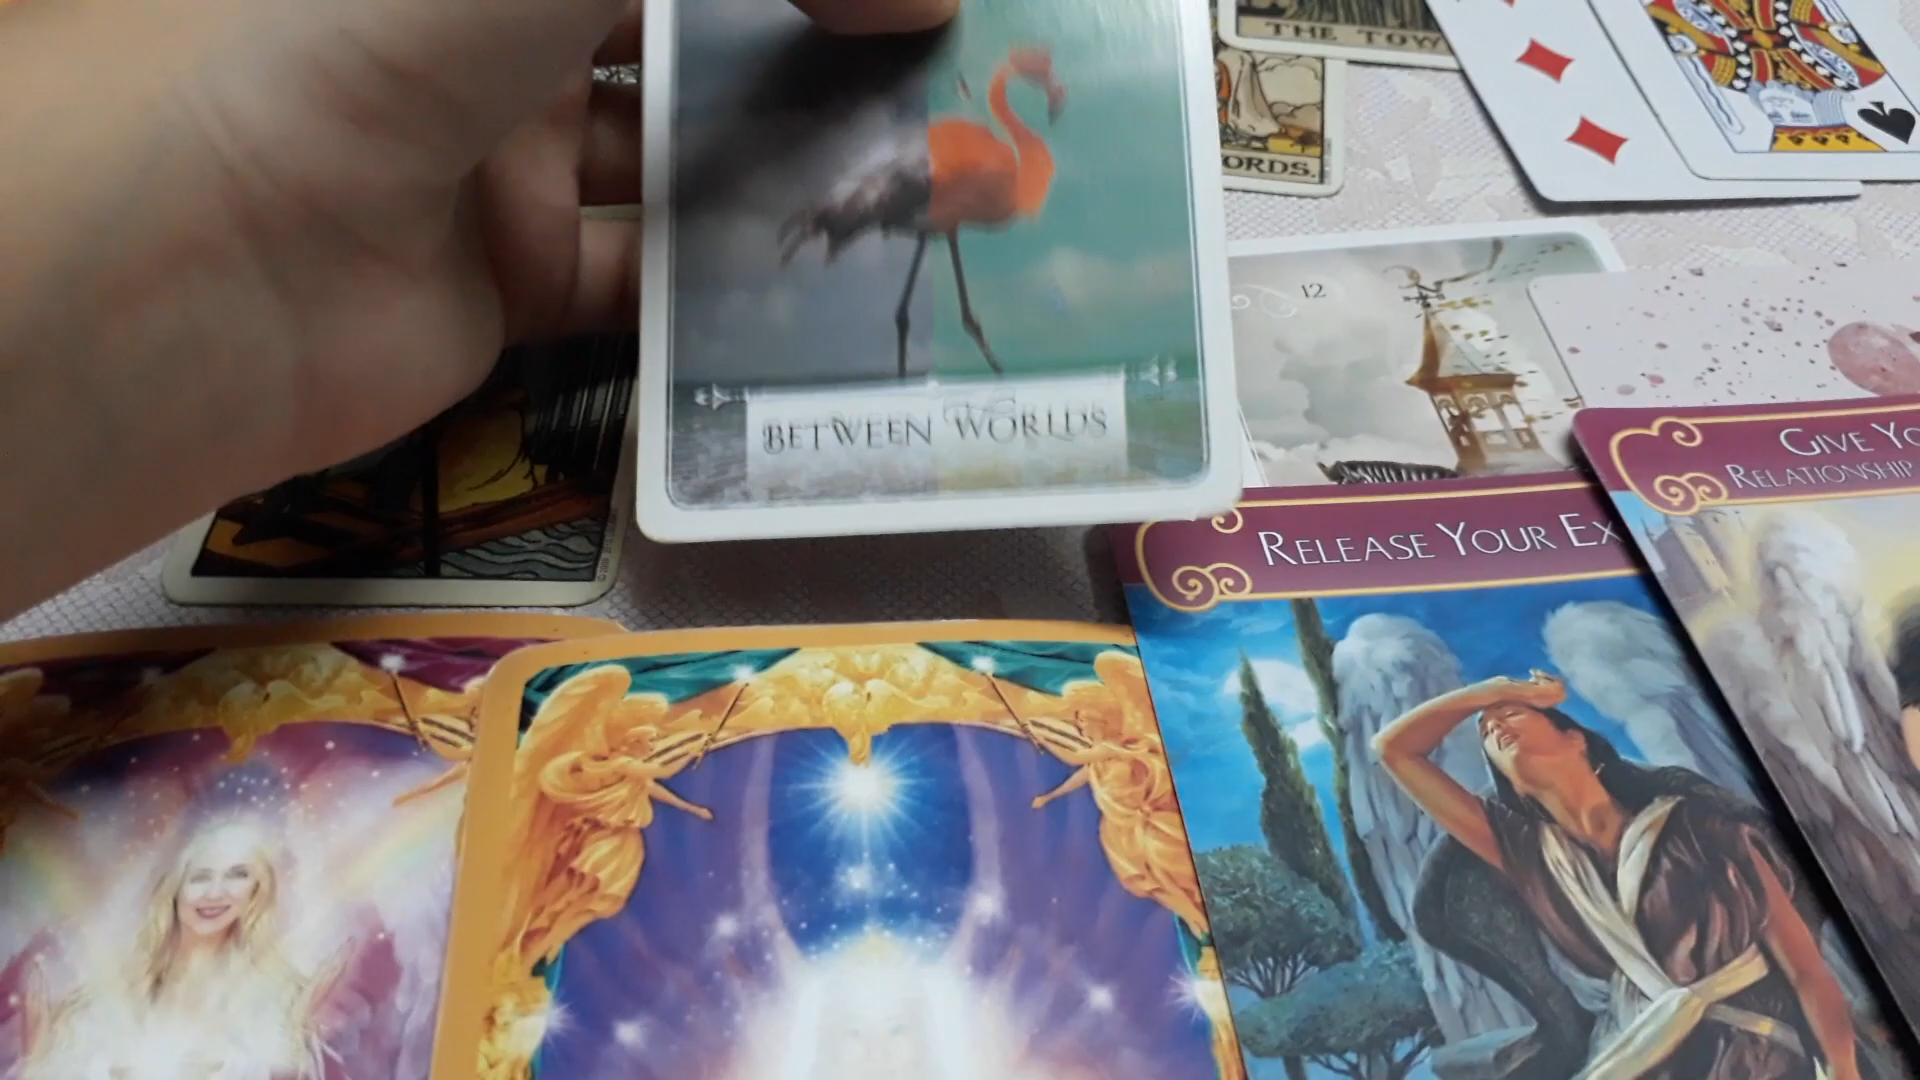 THE TOW
ORDS.
12
BETWEEN WORLDS
GIVE YO
RELATIONSHIP
RELEASE YOUR EX